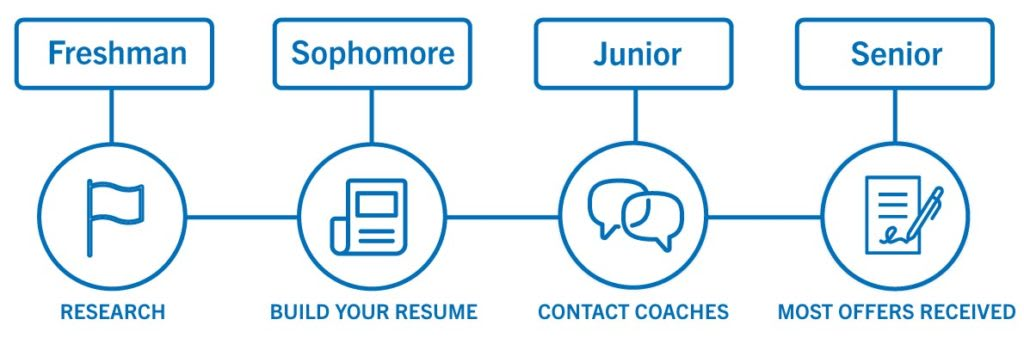 Freshman
Sophomore
Junior
Senior
RESEARCH
BUILD YOUR RESUME
CONTACT COACHES
MOST OFFERS RECEIVED